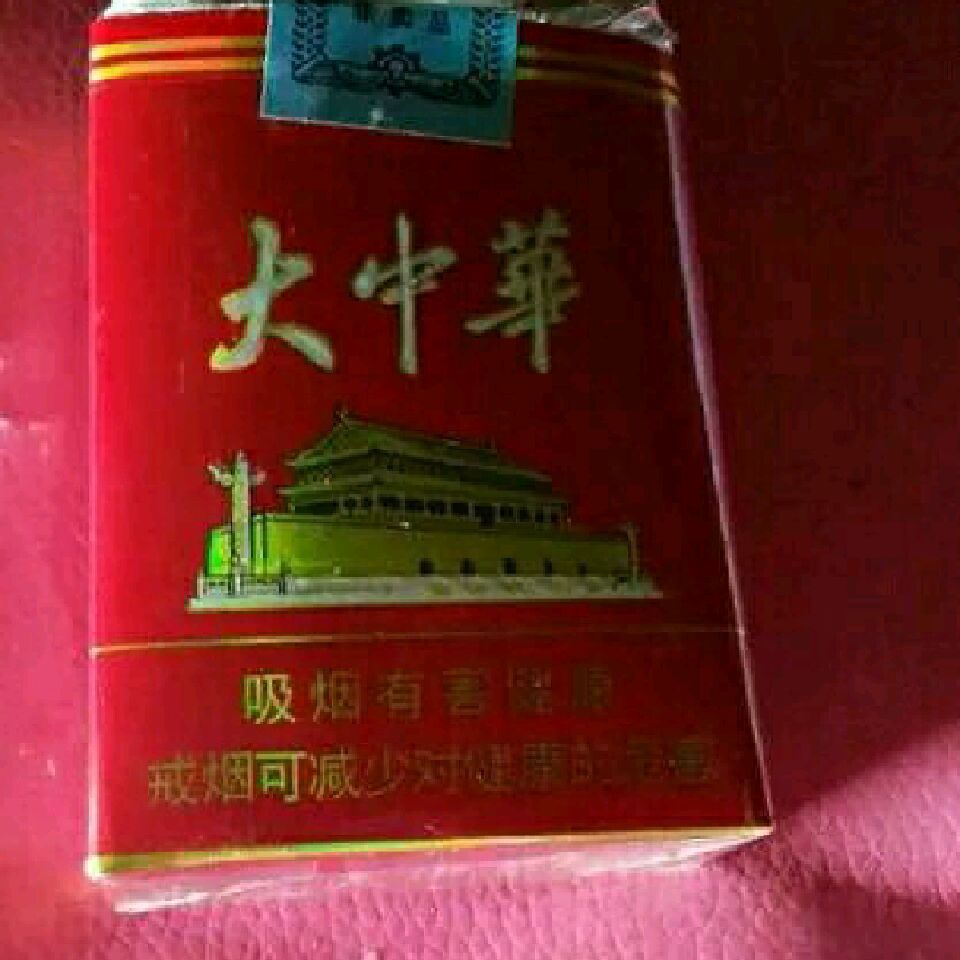 大中華
吸烟有害健康
戒烟可减少对健康的危害